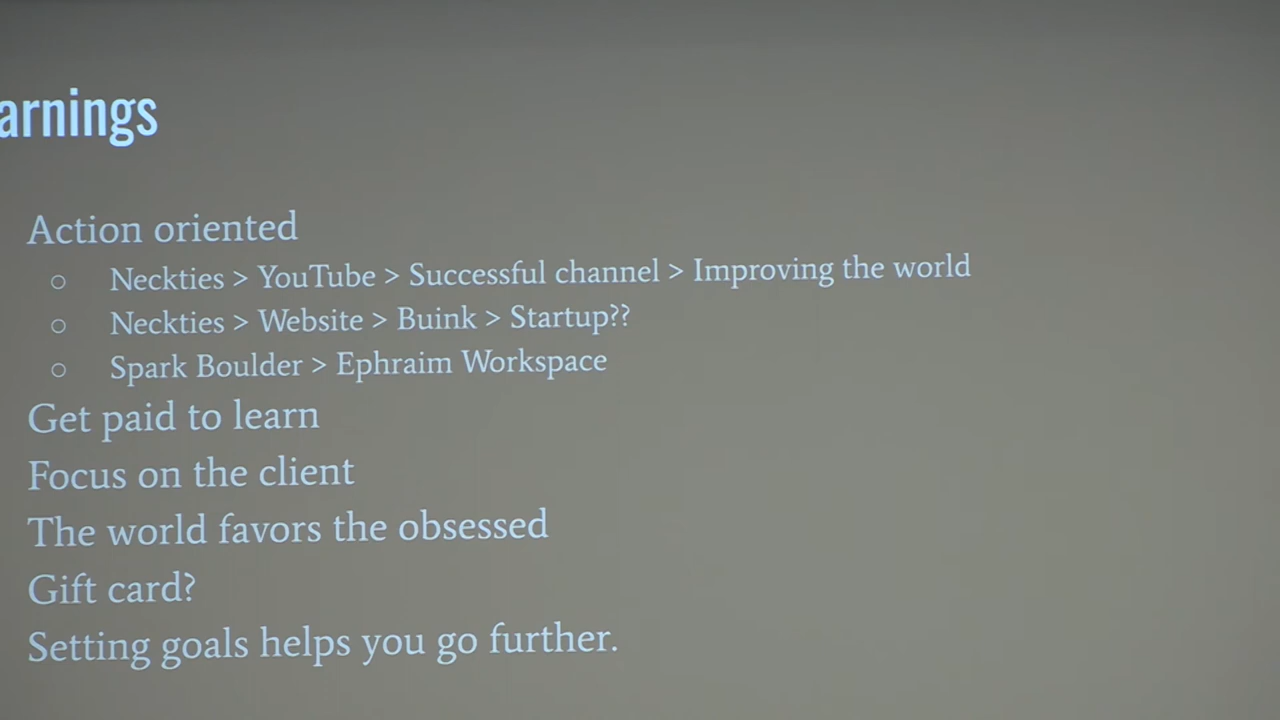 arnings
Action oriented
○ Neckties > YouTube > Successful channel > Improving the world
○ Neckties > Website > Buink > Startup??
○ Spark Boulder > Ephraim Workspace
Get paid to learn
Focus on the client
The world favors the obsessed
Gift card?
Setting goals helps you go further.